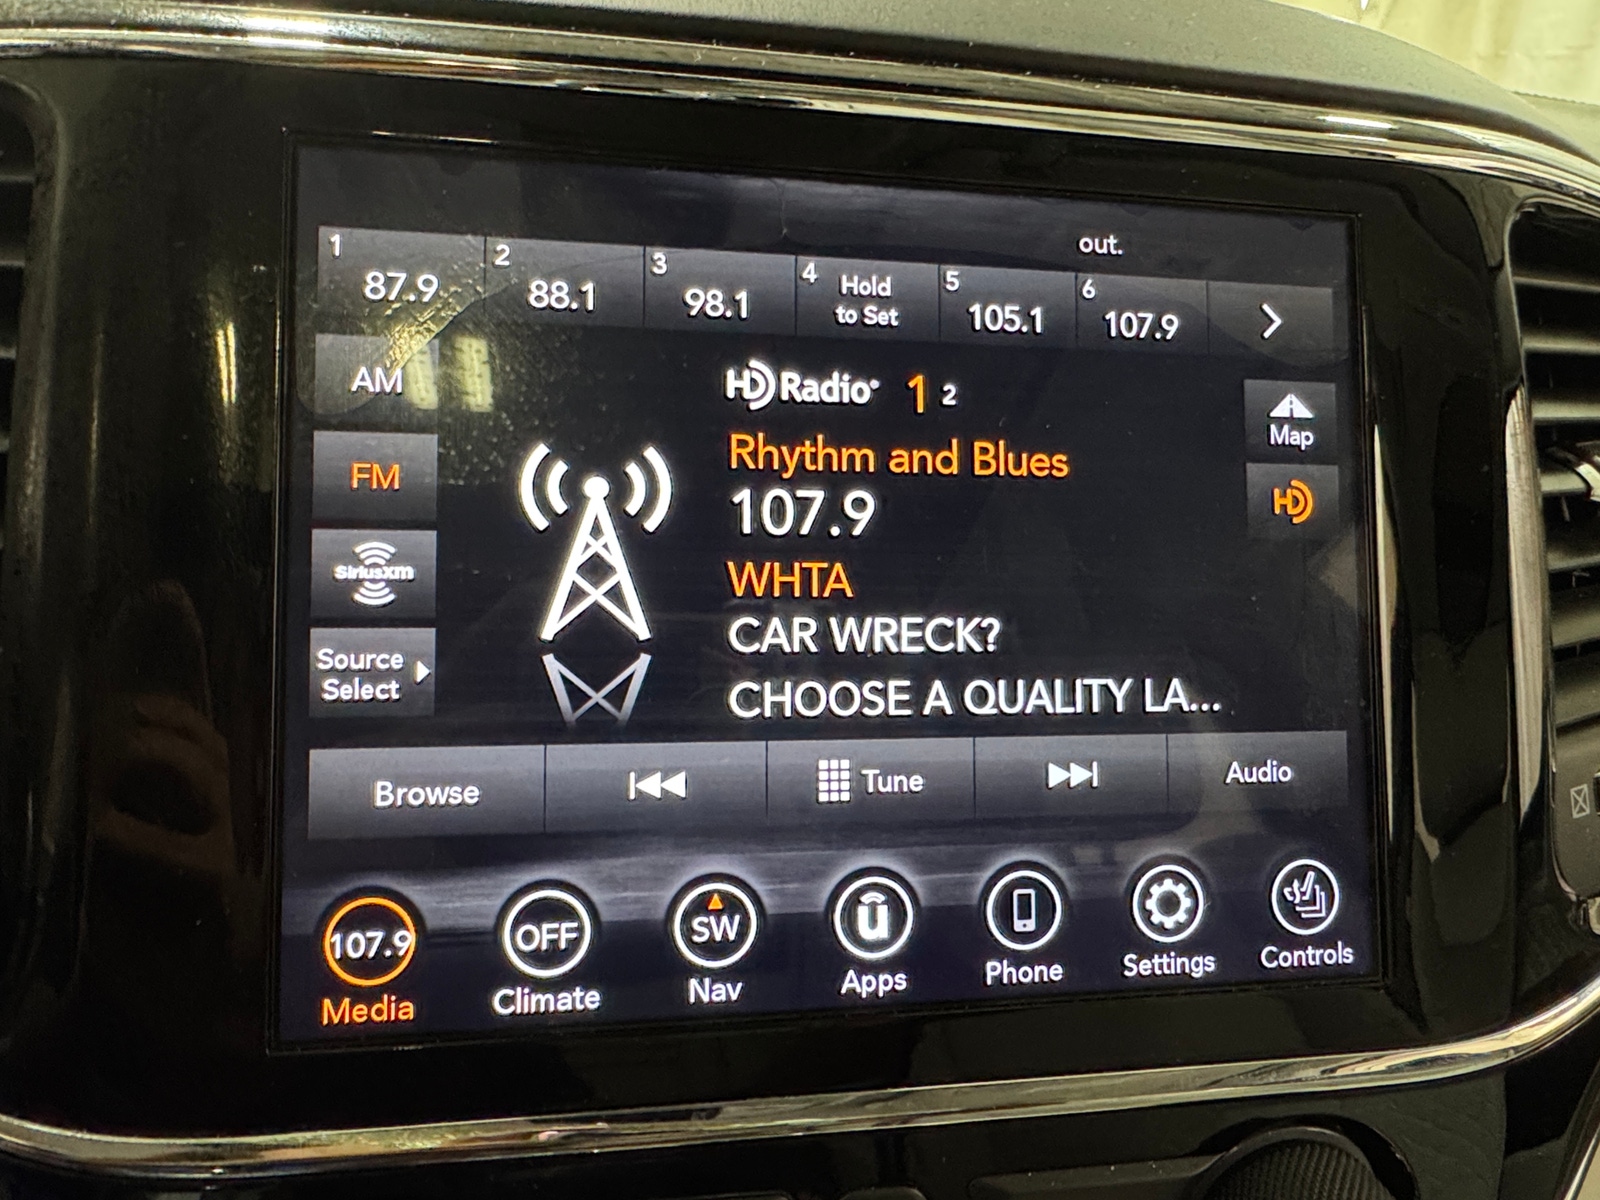 out.
1 87.9
2 88.1
3 98.1
4 Hold
to Set
5 105.1
6 107.9
AM
FM
siriusxm
Source
Select
HD Radio 1 2
Rhythm and Blues
107.9
WHTA
CAR WRECK?
CHOOSE A QUALITY LA...
Map
HD
Browse
Tune
Audio
107.9
Media
OFF
Climate
SW
Nav
u
Apps
Phone
Settings
Controls